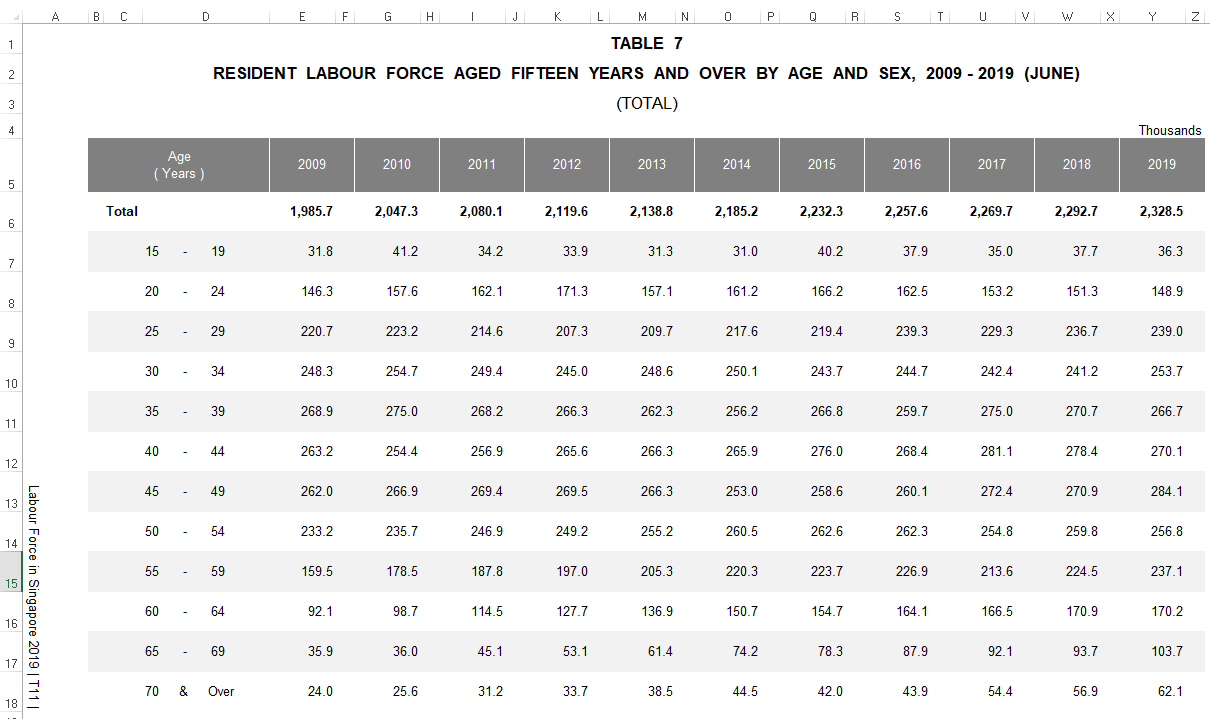 A B C D E F G H I J K L M N O P Q R S T U V W X Y Z
1 TABLE 7
2 RESIDENT LABOUR FORCE AGED FIFTEEN YEARS AND OVER BY AGE AND SEX, 2009 - 2019 (JUNE)
3 (TOTAL)
4 Thousands
Age
5 ( Years ) 2009 2010 2011 2012 2013 2014 2015 2016 2017 2018 2019
6 Total 1,985.7 2,047.3 2,080.1 2,119.6 2,138.8 2,185.2 2,232.3 2,257.6 2,269.7 2,292.7 2,328.5
7 15 - 19 31.8 41.2 34.2 33.9 31.3 31.0 40.2 37.9 35.0 37.7 36.3
8 20 - 24 146.3 157.6 162.1 171.3 157.1 161.2 166.2 162.5 153.2 151.3 148.9
9 25 - 29 220.7 223.2 214.6 207.3 209.7 217.6 219.4 239.3 229.3 236.7 239.0
10 30 - 34 248.3 254.7 249.4 245.0 248.6 250.1 243.7 244.7 242.4 241.2 253.7
11 35 - 39 268.9 275.0 268.2 266.3 262.3 256.2 266.8 259.7 275.0 270.7 266.7
12 40 - 44 263.2 254.4 256.9 265.6 266.3 265.9 276.0 268.4 281.1 278.4 270.1
13 45 - 49 262.0 266.9 269.4 269.5 266.3 253.0 258.6 260.1 272.4 270.9 284.1
14 50 - 54 233.2 235.7 246.9 249.2 255.2 260.5 262.6 262.3 254.8 259.8 256.8
15 55 - 59 159.5 178.5 187.8 197.0 205.3 220.3 223.7 226.9 213.6 224.5 237.1
16 60 - 64 92.1 98.7 114.5 127.7 136.9 150.7 154.7 164.1 166.5 170.9 170.2
17 65 - 69 35.9 36.0 45.1 53.1 61.4 74.2 78.3 87.9 92.1 93.7 103.7
18 70 & Over 24.0 25.6 31.2 33.7 38.5 44.5 42.0 43.9 54.4 56.9 62.1
Labour Force in Singapore 2019 | T11 |